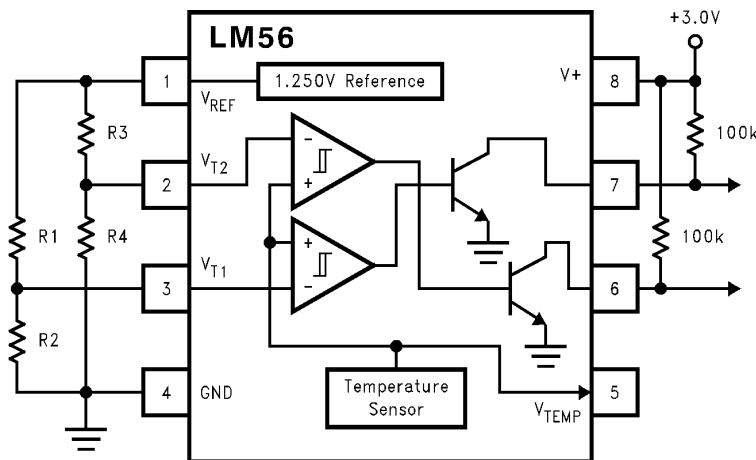 LM56
+3.0V
1
1.250V Reference
V+
8
VREF
R3
100k
2
VT2
−
+
7
R1
R4
+
−
100k
3
VT1
6
R2
4
GND
Temperature
Sensor
5
VTEMP